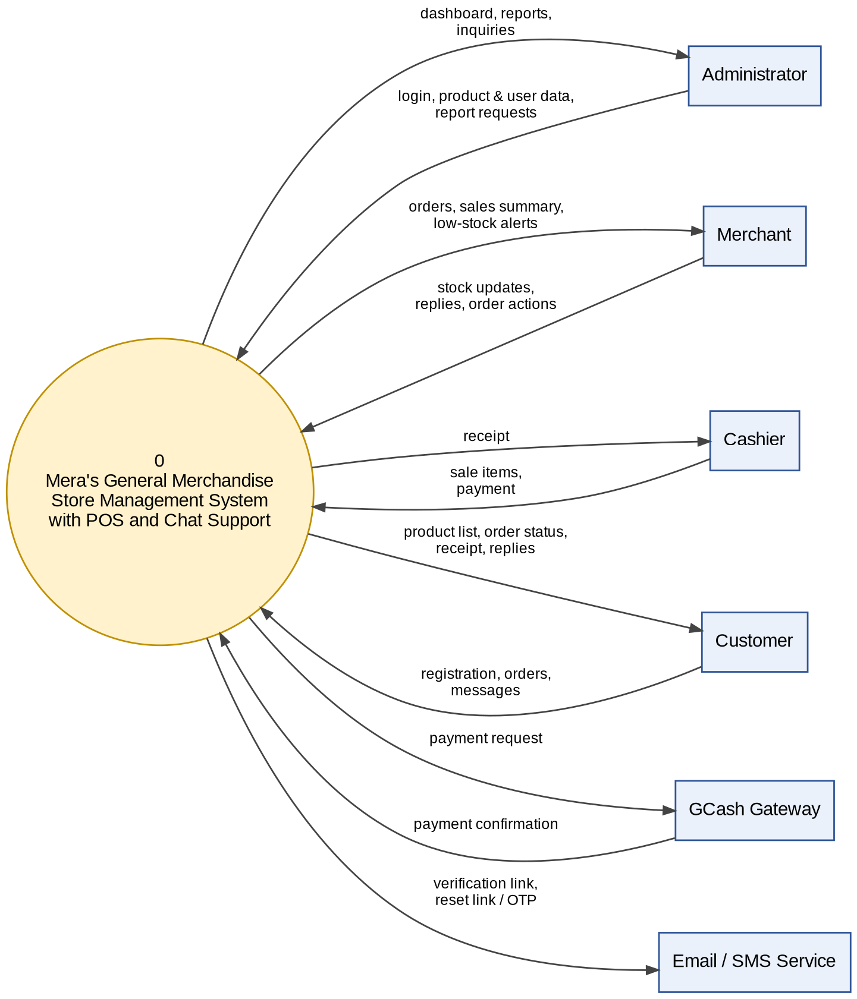 dashboard, reports,
inquiries
Administrator
login, product & user data,
report requests
orders, sales summary,
low-stock alerts
Merchant
stock updates,
replies, order actions
receipt
Cashier
0
Mera's General Merchandise
Store Management System
with POS and Chat Support
sale items,
payment
product list, order status,
receipt, replies
Customer
registration, orders,
messages
payment request
GCash Gateway
payment confirmation
verification link,
reset link / OTP
Email / SMS Service